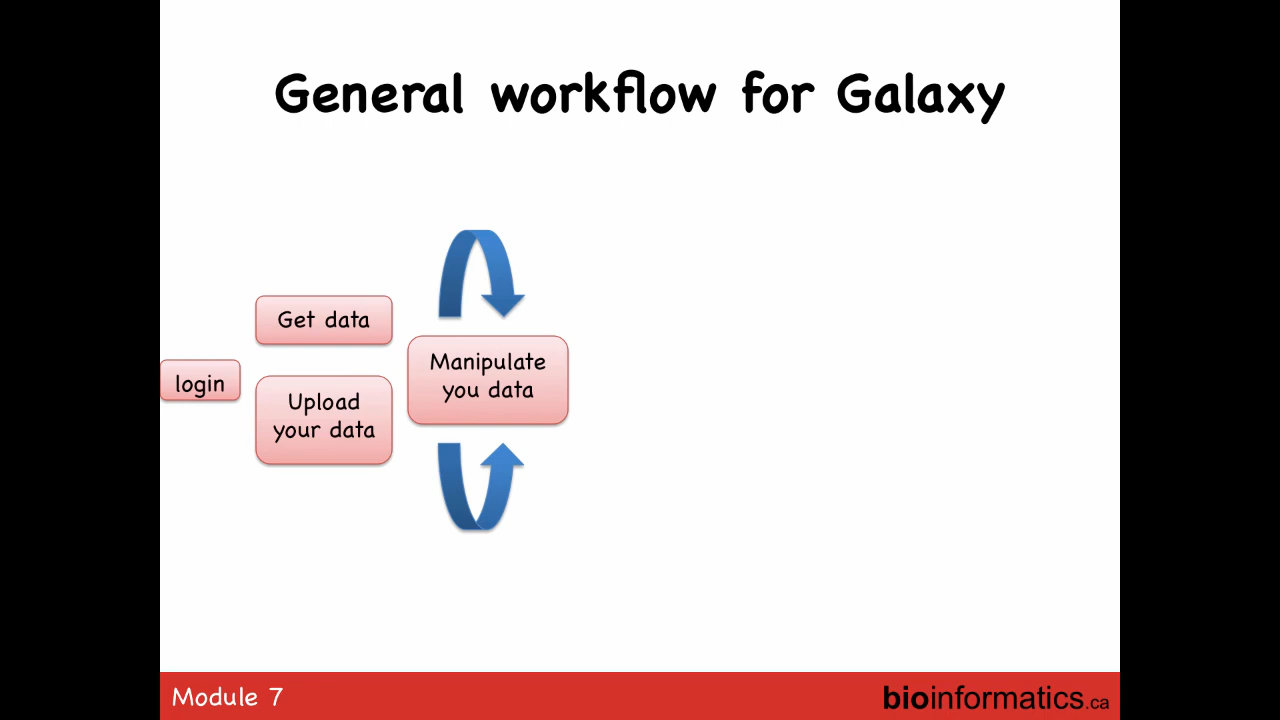 General workflow for Galaxy
login
Get data
Upload
your data
Manipulate
you data
Module 7
bioinformatics.ca